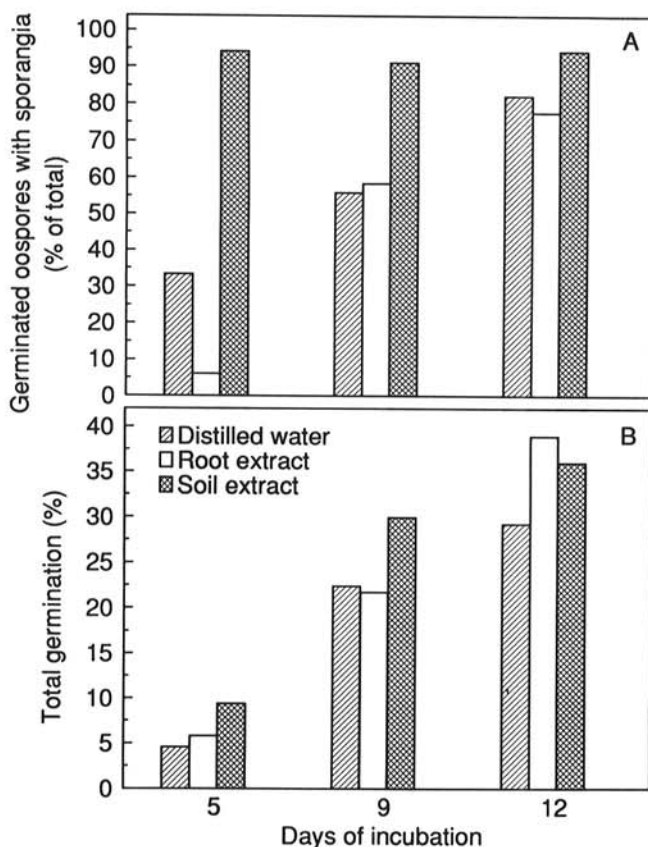 Germinated oospores with sporangia
(% of total)
100
90
80
70
60
50
40
30
20
10
0
A
Total germination (%)
40
35
30
25
20
15
10
5
0
B
Distilled water
Root extract
Soil extract
5 9 12
Days of incubation